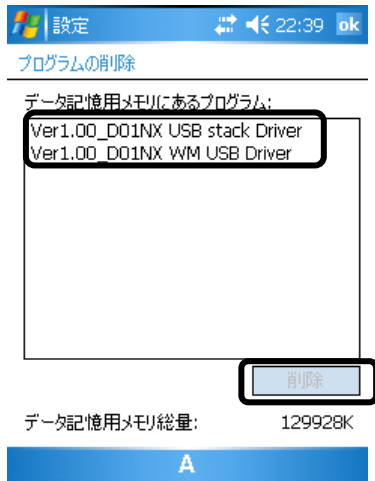 設定 22:39 ok
プログラムの削除
データ記憶用メモリにあるプログラム:
Ver1.00_D01NX USB stack Driver
Ver1.00_D01NX WM USB Driver
削除
データ記憶用メモリ総量: 129928K
A